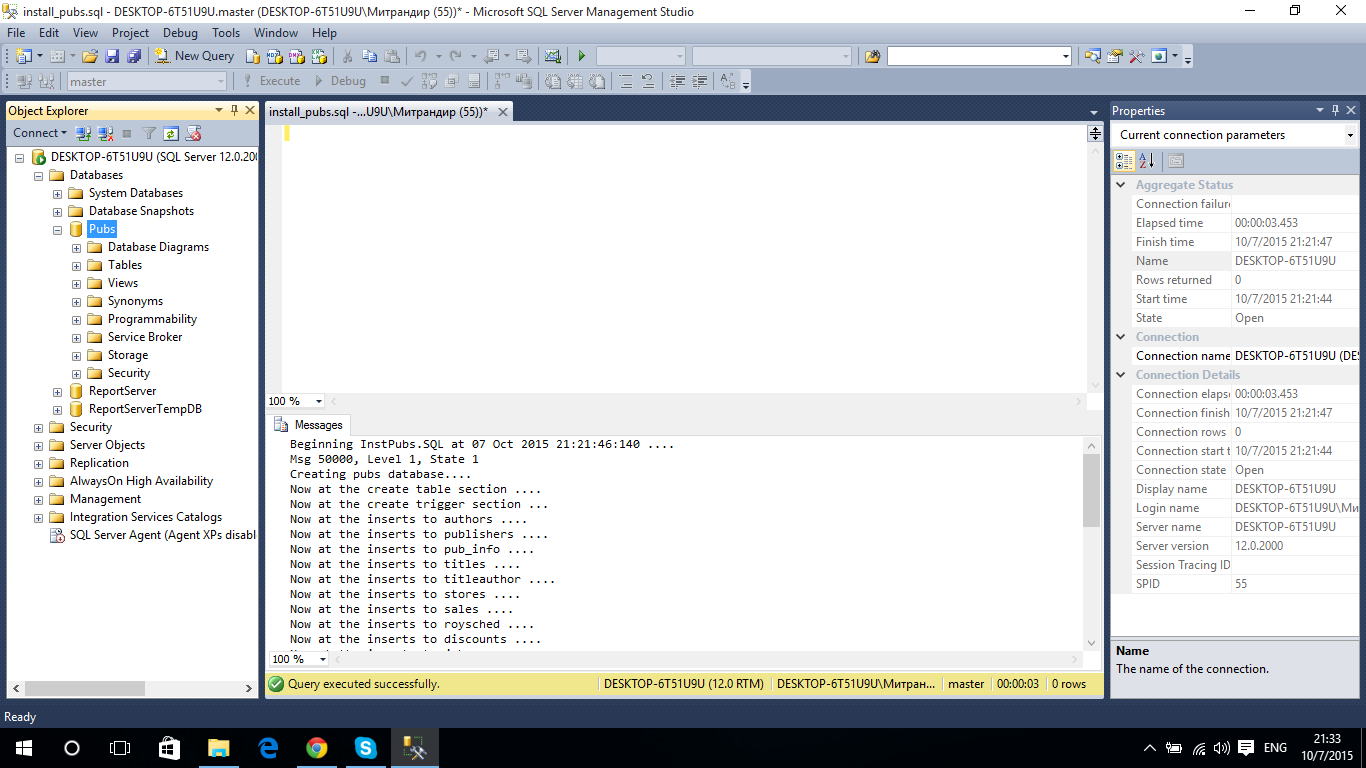 install_pubs.sql - DESKTOP-6T51U9U.master (DESKTOP-6T51U9U\Митрандир (55))* - Microsoft SQL Server Management Studio
File Edit View Project Debug Tools Window Help
New Query
master Execute Debug
Object Explorer
Connect
DESKTOP-6T51U9U (SQL Server 12.0.200
Databases
System Databases
Database Snapshots
Pubs
Database Diagrams
Tables
Views
Synonyms
Programmability
Service Broker
Storage
Security
ReportServer
ReportServerTempDB
Security
Server Objects
Replication
AlwaysOn High Availability
Management
Integration Services Catalogs
SQL Server Agent (Agent XPs disabl
install_pubs.sql -...U9U\Митрандир (55))*
100 %
Messages
Beginning InstPubs.SQL at 07 Oct 2015 21:21:46:140 ....
Msg 50000, Level 1, State 1
Creating pubs database....
Now at the create table section ....
Now at the create trigger section ...
Now at the inserts to authors ....
Now at the inserts to publishers ....
Now at the inserts to pub_info ....
Now at the inserts to titles ....
Now at the inserts to titleauthor ....
Now at the inserts to stores ....
Now at the inserts to sales ....
Now at the inserts to roysched ....
Now at the inserts to discounts ....
100 %
Query executed successfully. DESKTOP-6T51U9U (12.0 RTM) DESKTOP-6T51U9U\Митран... master 00:00:03 0 rows
Properties
Current connection parameters
Aggregate Status
Connection failure
Elapsed time 00:00:03.453
Finish time 10/7/2015 21:21:47
Name DESKTOP-6T51U9U
Rows returned 0
Start time 10/7/2015 21:21:44
State Open
Connection
Connection name DESKTOP-6T51U9U (DES
Connection Details
Connection elaps 00:00:03.453
Connection finish 10/7/2015 21:21:47
Connection rows 0
Connection start t 10/7/2015 21:21:44
Connection state Open
Display name DESKTOP-6T51U9U
Login name DESKTOP-6T51U9U\Ми
Server name DESKTOP-6T51U9U
Server version 12.0.2000
Session Tracing ID
SPID 55
Name
The name of the connection.
Ready
ENG
21:33
10/7/2015